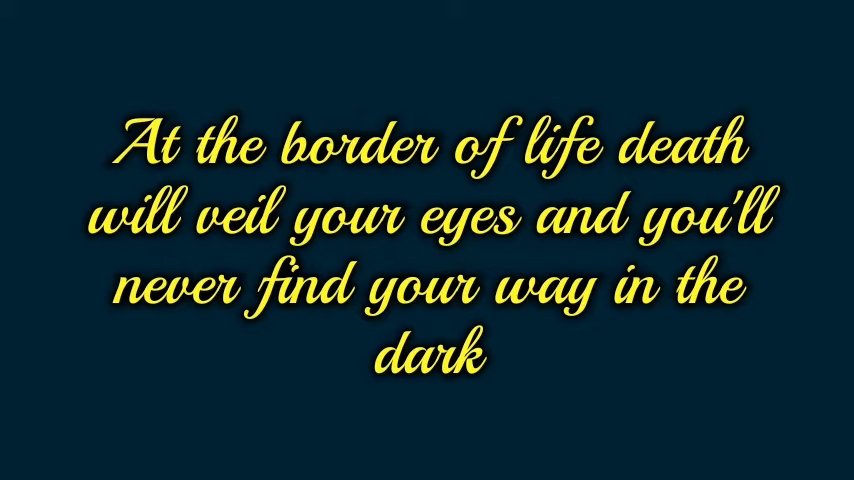 At the border of life death
will veil your eyes and you'll
never find your way in the
dark